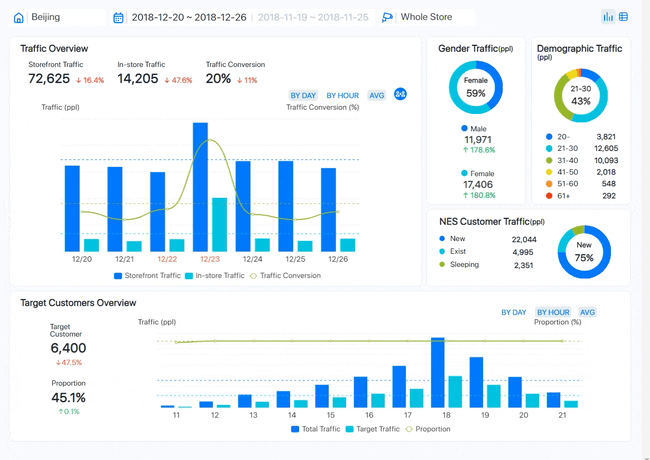 Beijing 2018-12-20 ~ 2018-12-26 2018-11-19 ~ 2018-11-25 Whole Store
Traffic Overview
Storefront Traffic In-store Traffic Traffic Conversion
72,625 ↓ 16.4% 14,205 ↓ 47.6% 20% ↓ 11%
BY DAY BY HOUR AVG
Traffic (ppl) Traffic Conversion (%)
12/20 12/21 12/22 12/23 12/24 12/25 12/26
Storefront Traffic In-store Traffic Traffic Conversion
Gender Traffic(ppl)
Female
59%
Male
11,971
↑ 178.6%
Female
17,406
↑ 180.8%
Demographic Traffic
(ppl)
21-30
43%
20- 3,821
21-30 12,605
31-40 10,093
41-50 2,018
51-60 548
61+ 292
NES Customer Traffic(ppl)
New 22,044
Exist 4,995
Sleeping 2,351
New
75%
Target Customers Overview
BY DAY BY HOUR AVG
Target
Customer
6,400
↓47.5%
Proportion
45.1%
↑0.1%
Traffic (ppl) Proportion (%)
11 12 13 14 15 16 17 18 19 20 21
Total Traffic Target Traffic Proportion